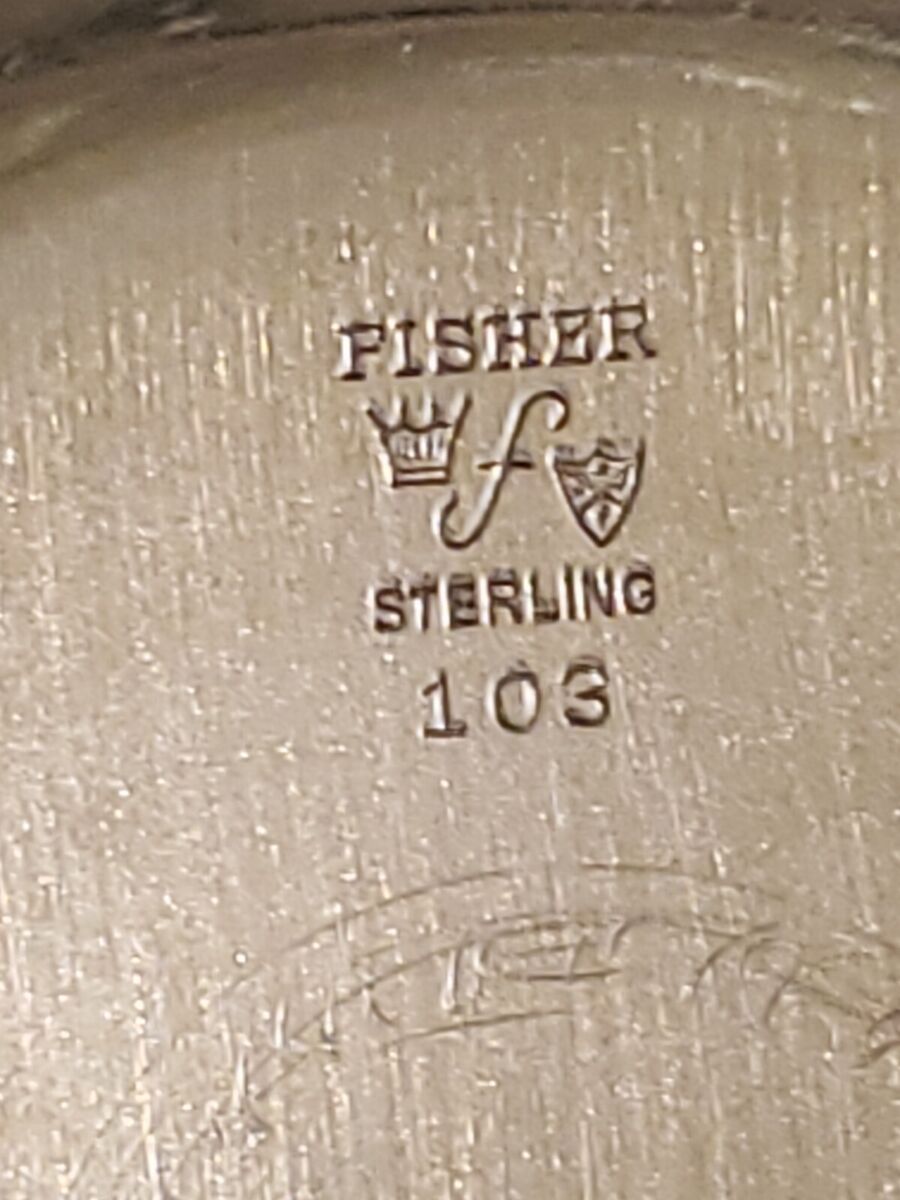 FISHER
f
STERLING
103